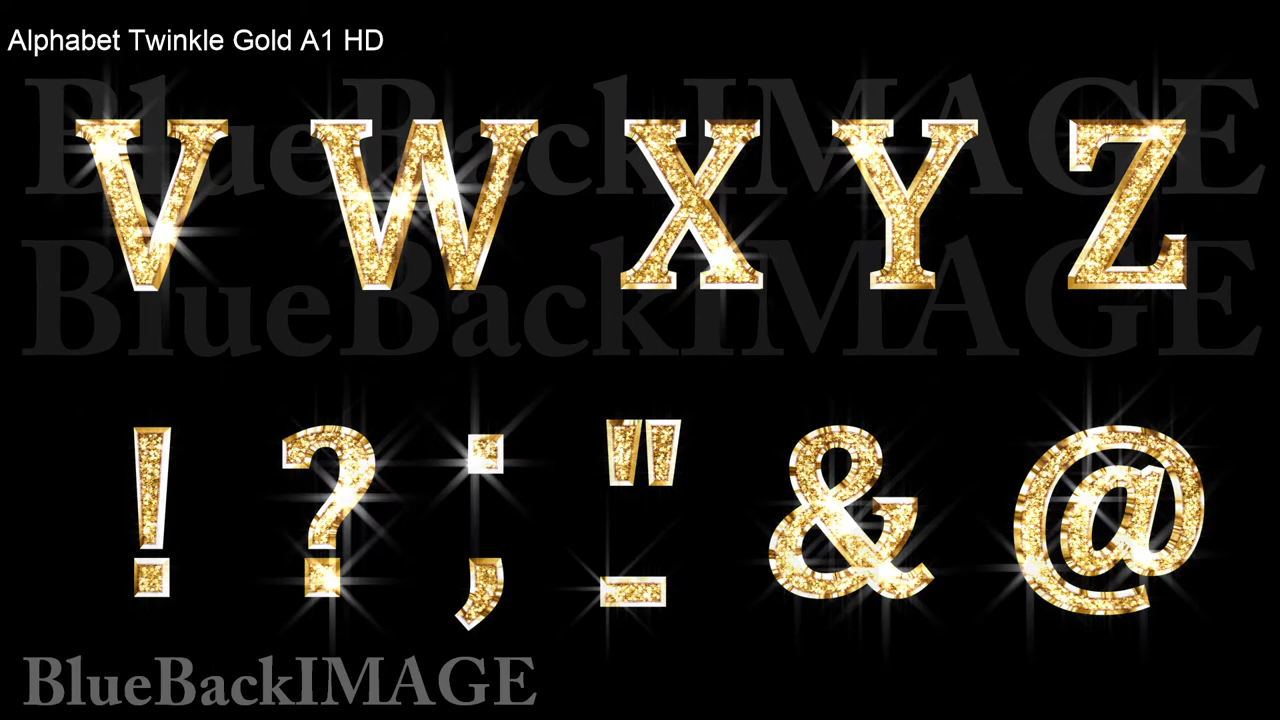 Alphabet Twinkle Gold A1 HD
BlueBackIMAGE
V W X Y Z
BlueBackIMAGE
! ? ; " - & @
BlueBackIMAGE